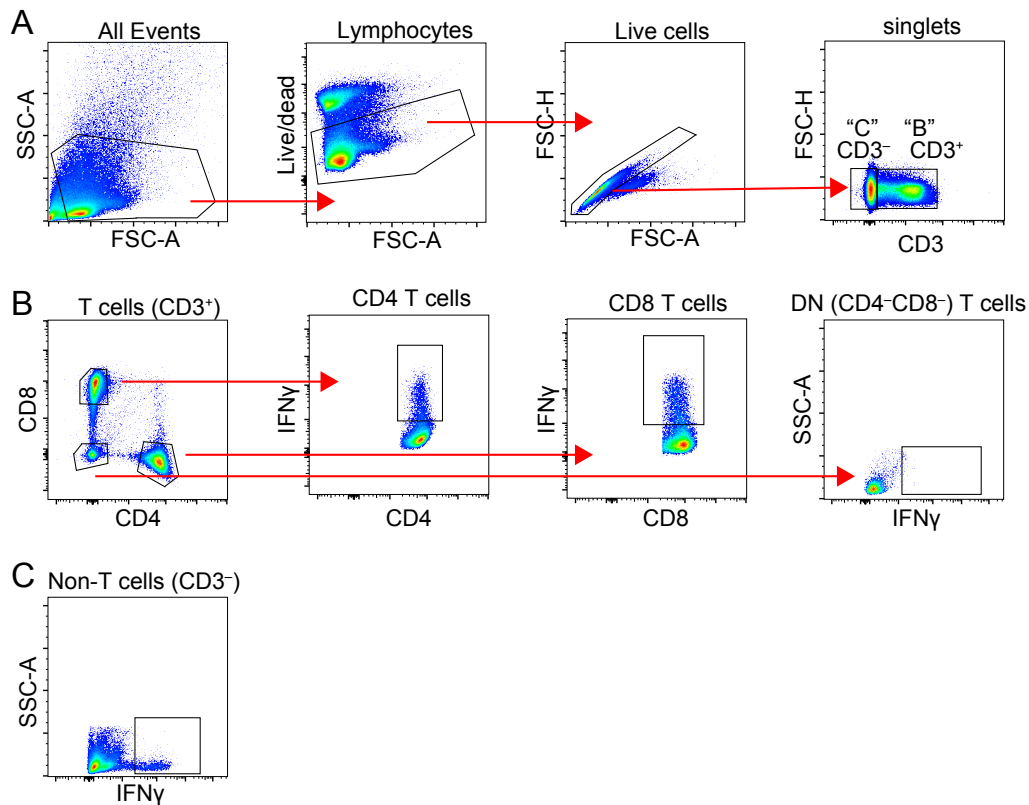 A
All Events
Lymphocytes
Live cells
singlets
SSC-A
Live/dead
FSC-H
FSC-H
“C” “B”
CD3⁻ CD3⁺
FSC-A
FSC-A
FSC-A
CD3
B
T cells (CD3⁺)
CD4 T cells
CD8 T cells
DN (CD4⁻CD8⁻) T cells
CD8
IFNγ
IFNγ
SSC-A
CD4
CD4
CD8
IFNγ
C
Non-T cells (CD3⁻)
SSC-A
IFNγ